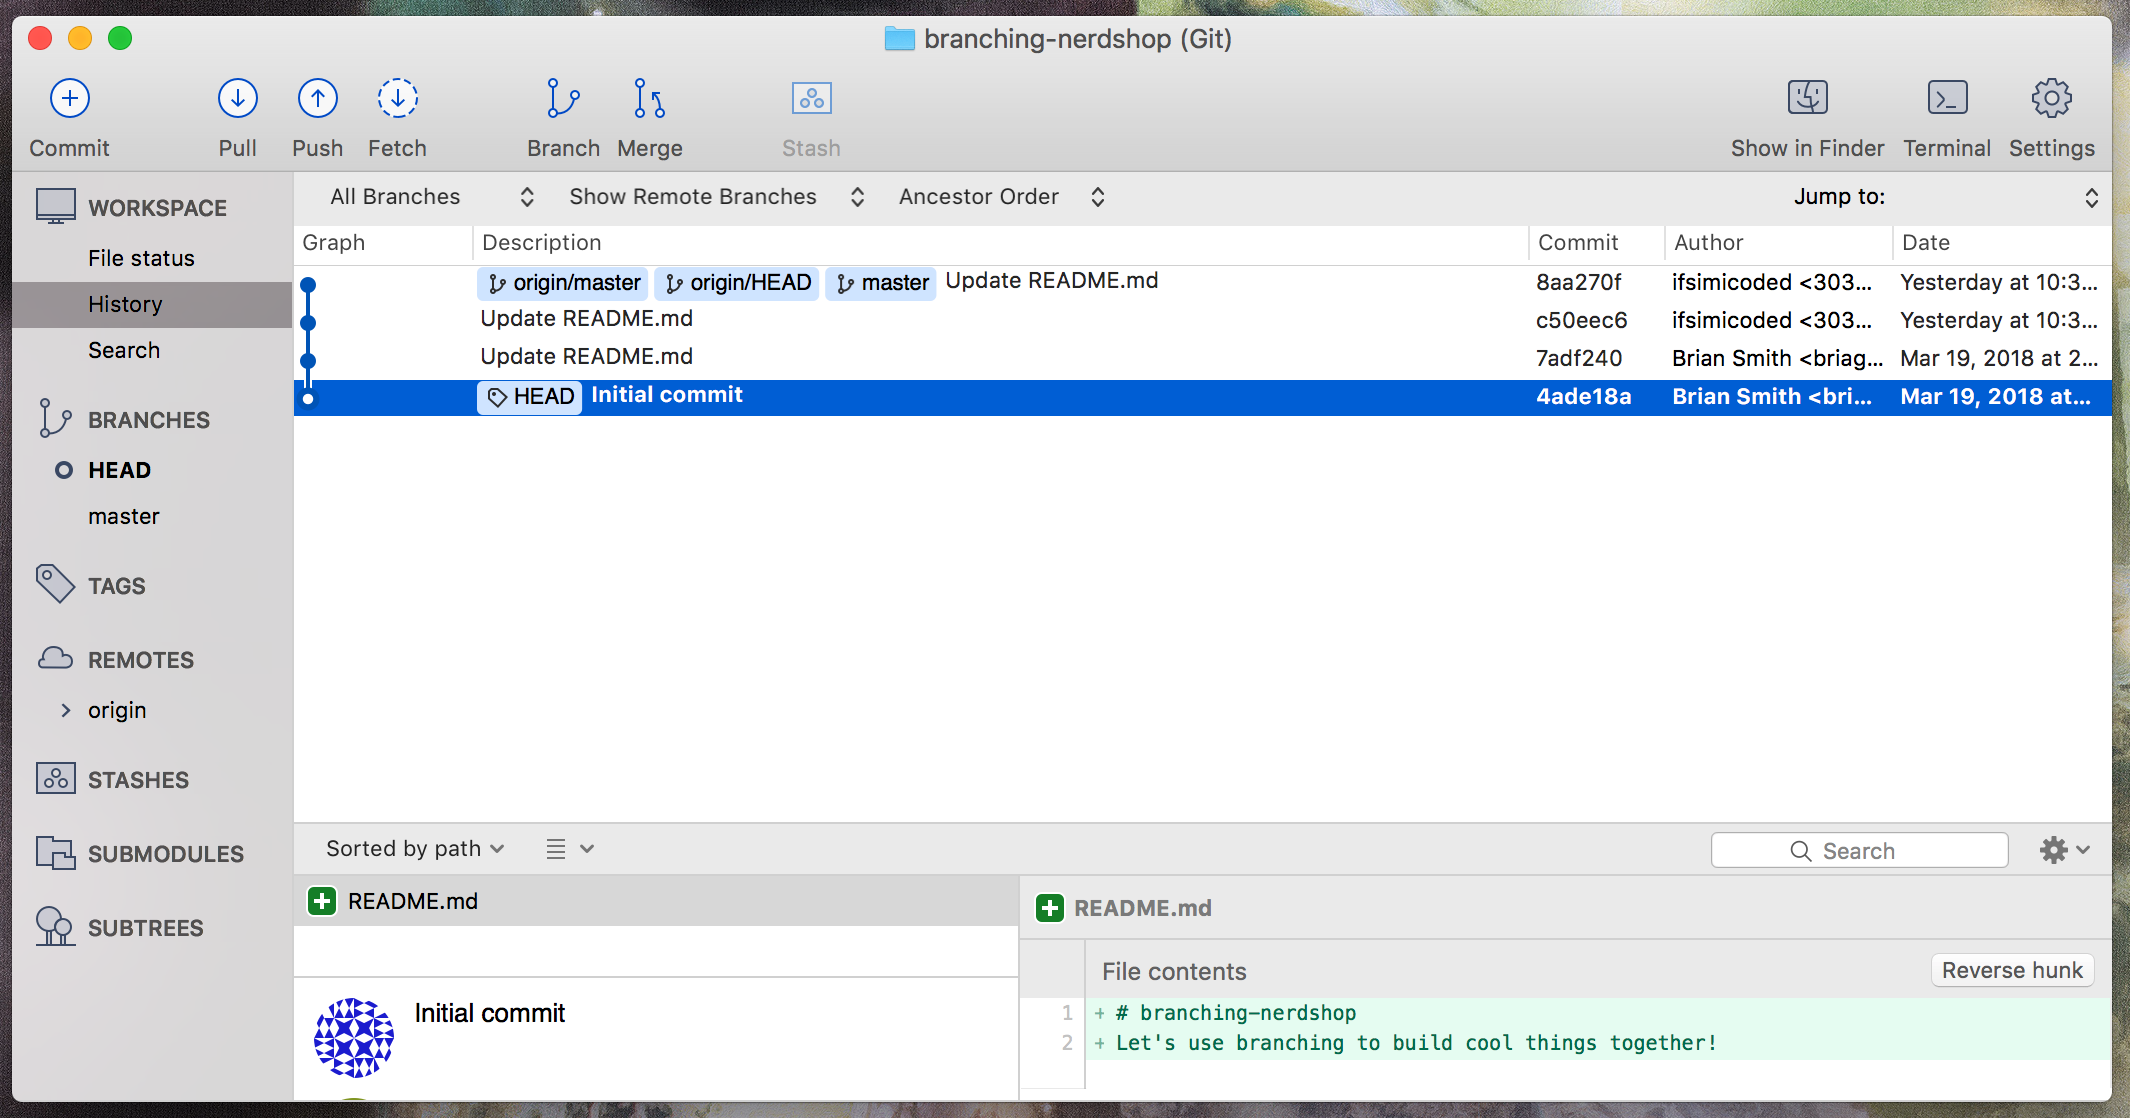 branching-nerdshop (Git)
Commit Pull Push Fetch Branch Merge Stash Show in Finder Terminal Settings
WORKSPACE
File status
History
Search
BRANCHES
HEAD
master
TAGS
REMOTES
origin
STASHES
SUBMODULES
SUBTREES
All Branches Show Remote Branches Ancestor Order Jump to:
Graph Description Commit Author Date
origin/master origin/HEAD master Update README.md 8aa270f ifsimicoded <303... Yesterday at 10:3...
Update README.md c50eec6 ifsimicoded <303... Yesterday at 10:3...
Update README.md 7adf240 Brian Smith <briag... Mar 19, 2018 at 2...
HEAD Initial commit 4ade18a Brian Smith <bri... Mar 19, 2018 at...
Sorted by path Search
README.md
Initial commit
README.md
File contents Reverse hunk
1 + # branching-nerdshop
2 + Let's use branching to build cool things together!